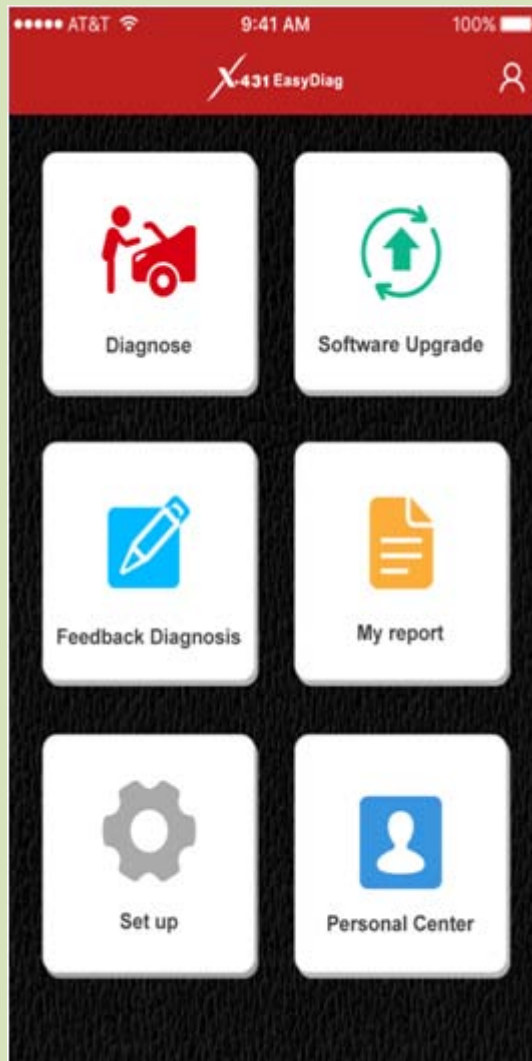 AT&T 9:41 AM 100%
X-431 EasyDiag
Diagnose
Software Upgrade
Feedback Diagnosis
My report
Set up
Personal Center